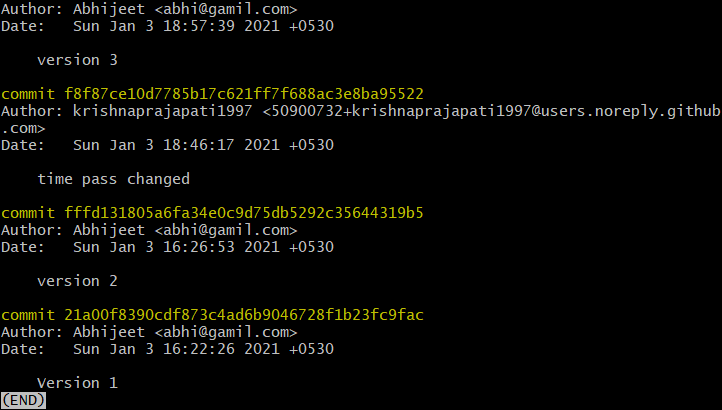 Author: Abhijeet <abhi@gamil.com>
Date:   Sun Jan 3 18:57:39 2021 +0530
version 3
commit f8f87ce10d7785b17c621ff7f688ac3e8ba95522
Author: krishnaprajapati1997 <50900732+krishnaprajapati1997@users.noreply.github
.com>
Date:   Sun Jan 3 18:46:17 2021 +0530
time pass changed
commit fffd131805a6fa34e0c9d75db5292c35644319b5
Author: Abhijeet <abhi@gamil.com>
Date:   Sun Jan 3 16:26:53 2021 +0530
version 2
commit 21a00f8390cdf873c4ad6b9046728f1b23fc9fac
Author: Abhijeet <abhi@gamil.com>
Date:   Sun Jan 3 16:22:26 2021 +0530
Version 1
(END)